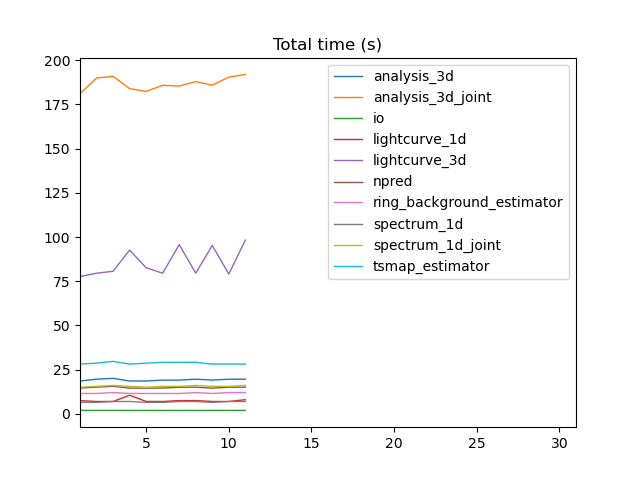 Total time (s)
200
175
150
125
100
75
50
25
0
analysis_3d
analysis_3d_joint
io
lightcurve_1d
lightcurve_3d
npred
ring_background_estimator
spectrum_1d
spectrum_1d_joint
tsmap_estimator
5 10 15 20 25 30